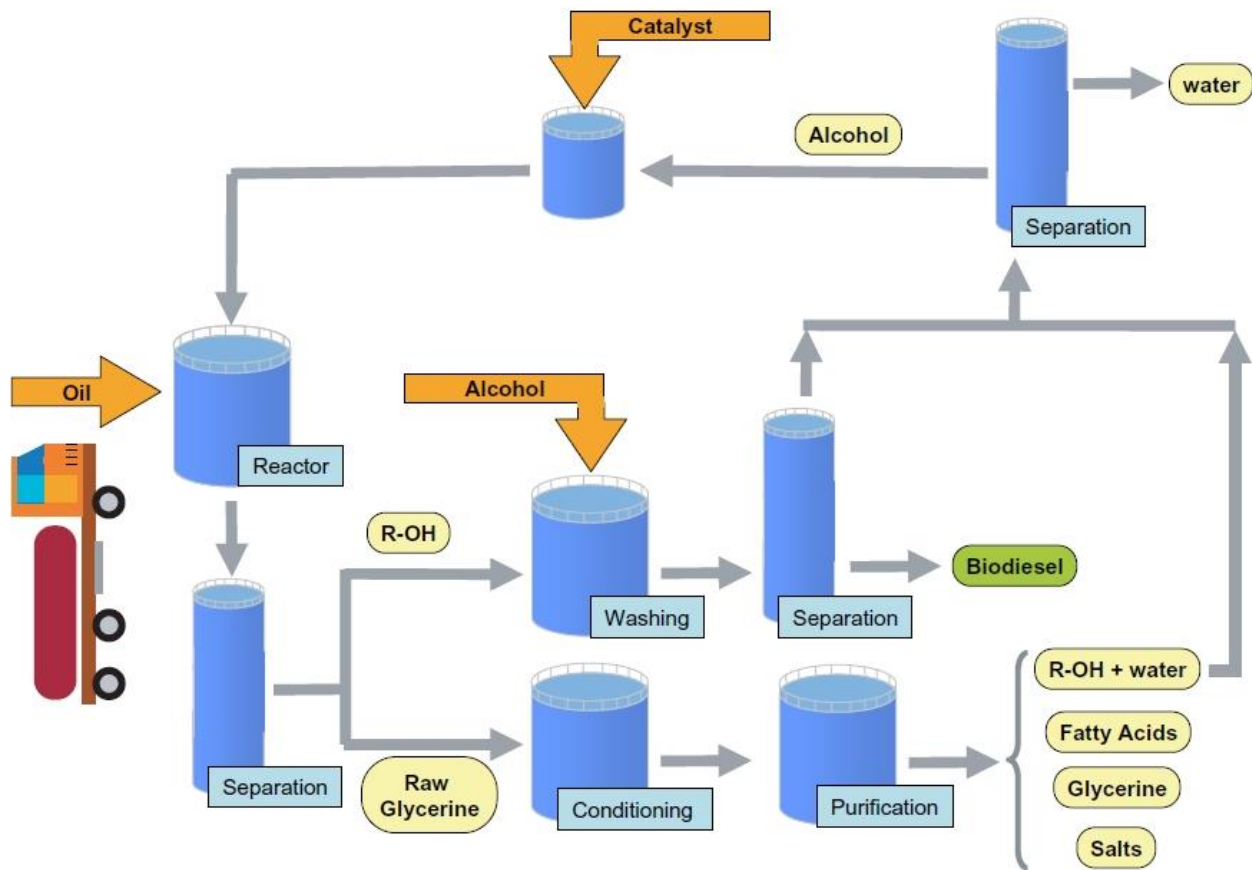 Catalyst
water
Alcohol
Separation
Oil
Reactor
Alcohol
R-OH
Washing
Separation
Biodiesel
R-OH + water
Fatty Acids
Glycerine
Salts
Separation
Raw
Glycerine
Conditioning
Purification